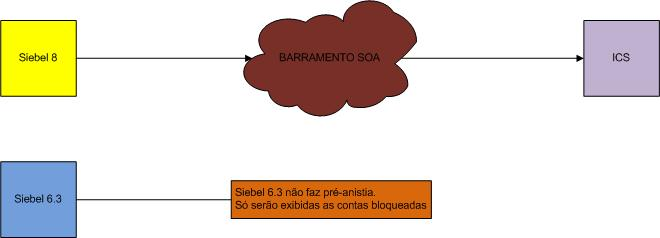 Siebel 8
BARRAMENTO SOA
ICS
Siebel 6.3
Siebel 6.3 não faz pré-anistia.
Só serão exibidas as contas bloqueadas